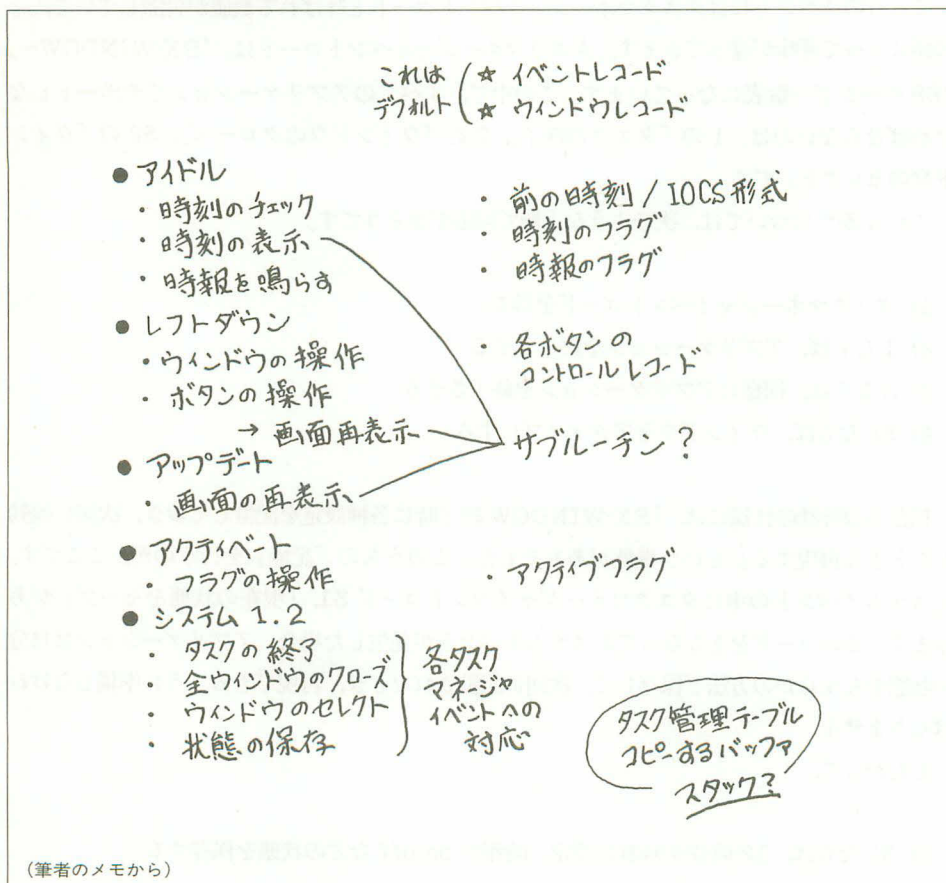 これは
デフォルト
☆ イベントレコード
☆ ウィンドウレコード
● アイドル
・時刻のチェック
・時刻の表示
・時報を鳴らす
・前の時刻 / IOCS形式
・時刻のフラグ
・時報のフラグ
● レフトダウン
・ウィンドウの操作
・ボタンの操作
→ 画面再表示
・各ボタンの
コントロールレコード
サブルーチン?
● アップデート
・画面の再表示
● アクティベート
・フラグの操作
・アクティブフラグ
● システム 1.2
・タスクの終了
・全ウィンドウのクローズ
・ウィンドウのセレクト
・状態の保存
各タスク
マネージャ
イベントへの
対応
タスク管理テーブル
コピーするバッファ
スタック?
(筆者のメモから)